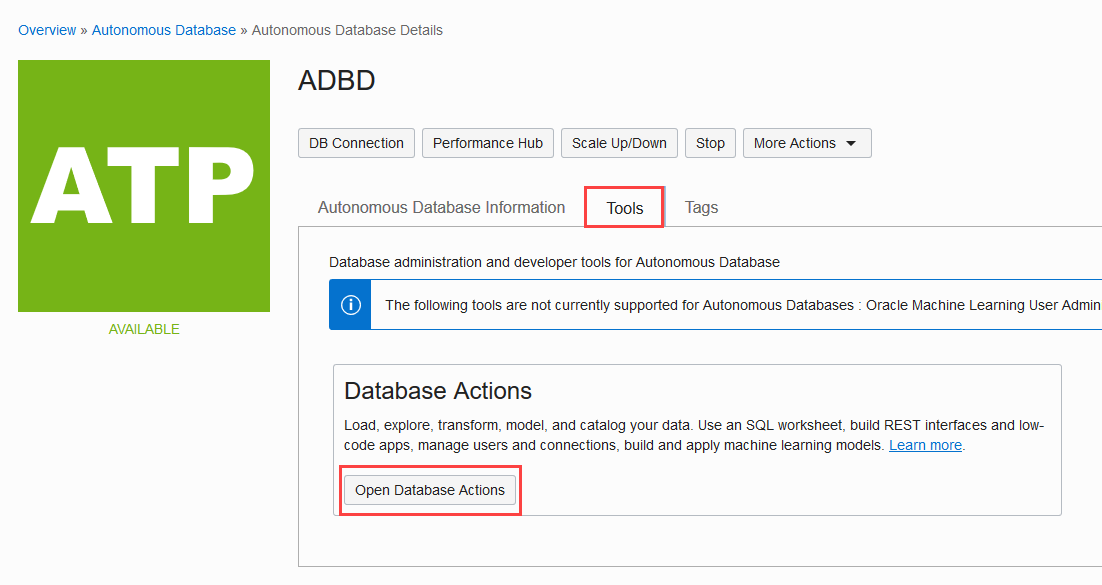 Overview » Autonomous Database » Autonomous Database Details
ATP
AVAILABLE
ADBD
DB Connection
Performance Hub
Scale Up/Down
Stop
More Actions
Autonomous Database Information
Tools
Tags
Database administration and developer tools for Autonomous Database
The following tools are not currently supported for Autonomous Databases : Oracle Machine Learning User Admin
Database Actions
Load, explore, transform, model, and catalog your data. Use an SQL worksheet, build REST interfaces and low-
code apps, manage users and connections, build and apply machine learning models. Learn more.
Open Database Actions